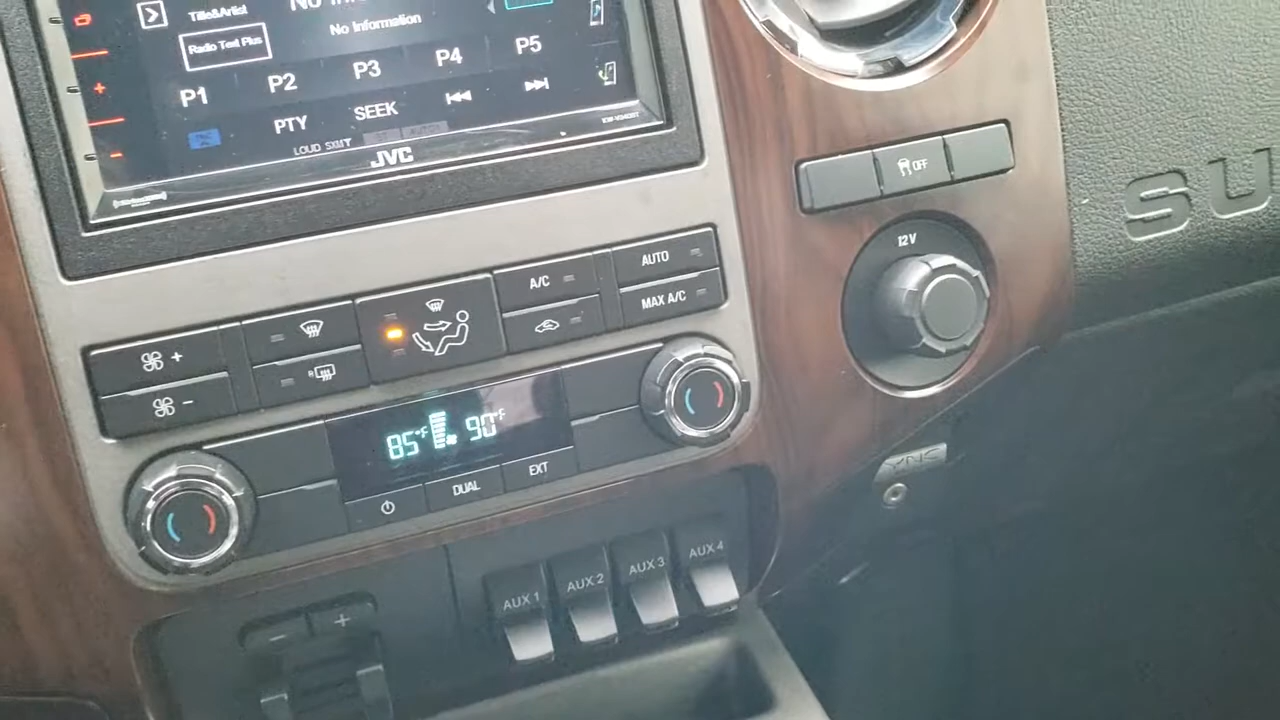 Title&Artist
No Information
Radio Text Plus
P1 P2 P3 P4 P5
PTY SEEK
LOUD SXM
JVC
OFF
SU
12V
AUTO
A/C
MAX A/C
+
R
-
85°F 90°F
DUAL EXT
SYNC
AUX 1 AUX 2 AUX 3 AUX 4
- +